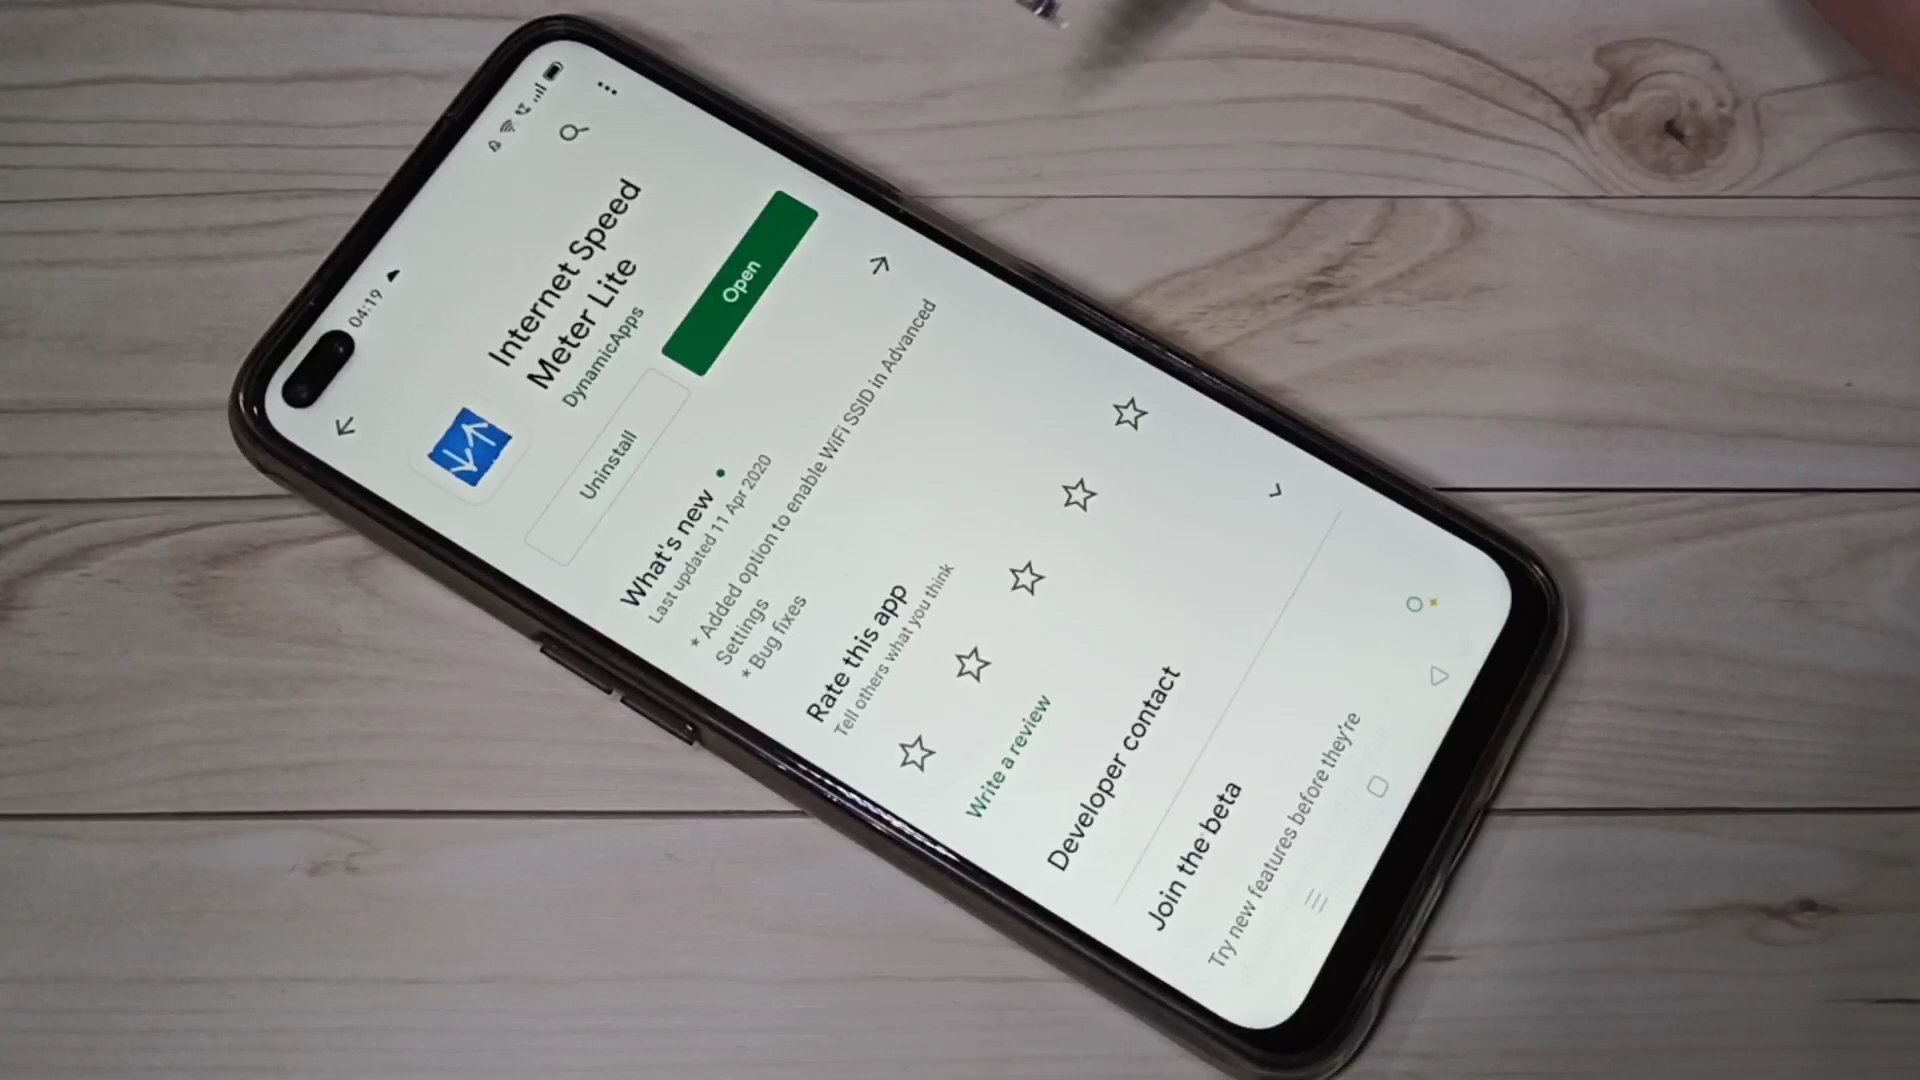 04:19
Internet Speed
Meter Lite
DynamicApps
Uninstall
Open
What's new
Last updated 11 Apr 2020
* Added option to enable WiFi SSID in Advanced
Settings
* Bug fixes
Rate this app
Tell others what you think
Write a review
Developer contact
Join the beta
Try new features before they're